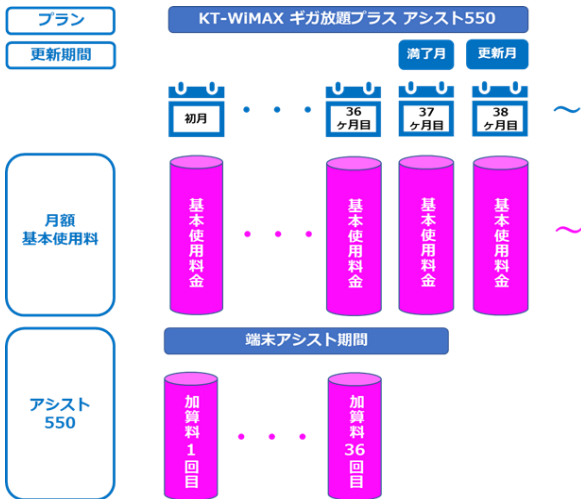 プラン
KT-WiMAX ギガ放題プラス アシスト550
更新期間
満了月
更新月
初月
・・・
36
ヶ月目
37
ヶ月目
38
ヶ月目
～
月額
基本使用料
基本使用料金
・・・
基本使用料金
基本使用料金
基本使用料金
～
端末アシスト期間
アシスト
550
加算料1回目
・・・
加算料36回目